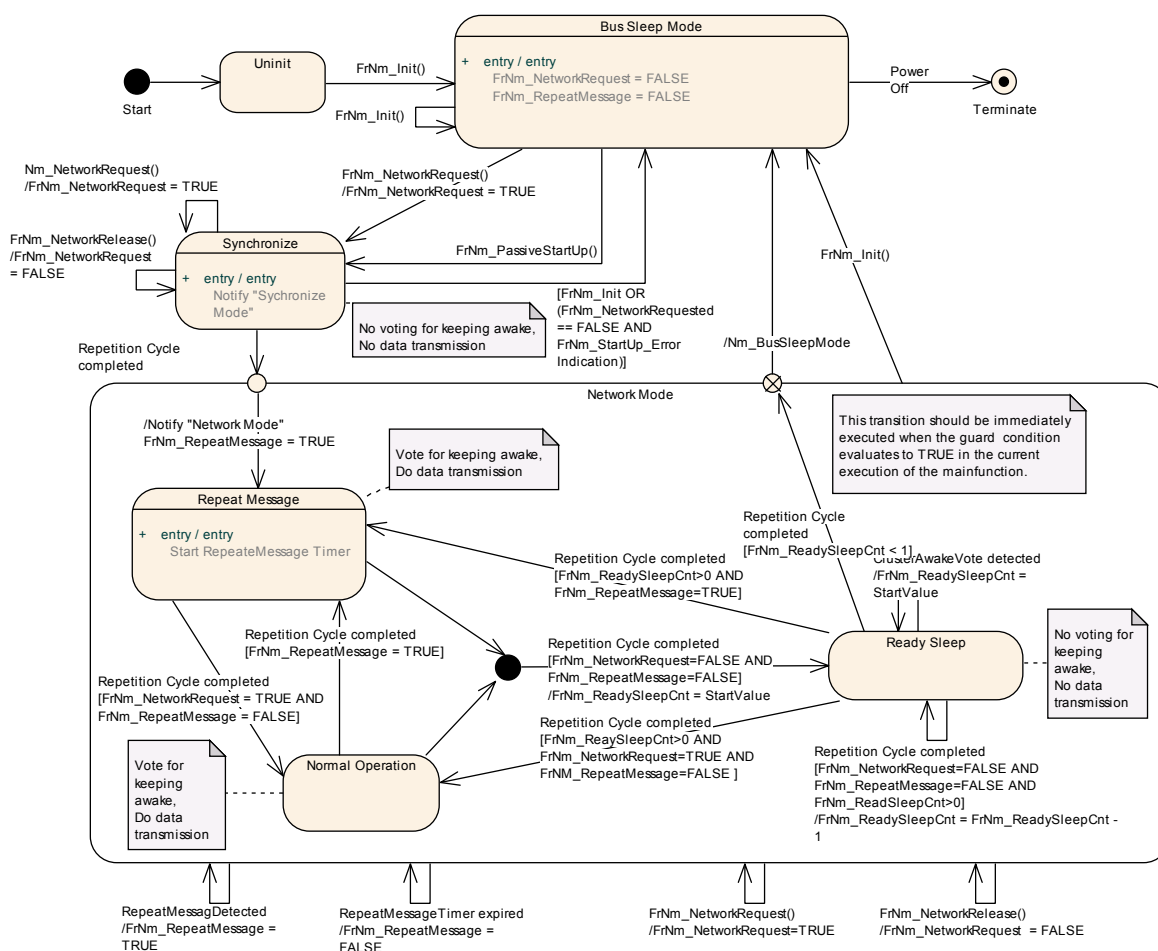 Bus Sleep Mode
+ entry / entry
FrNm_NetworkRequest = FALSE
FrNm_RepeatMessage = FALSE
Uninit
Start
FrNm_Init()
FrNm_Init()
Power
Off
Terminate
Nm_NetworkRequest()
/FrNm_NetworkRequest = TRUE
FrNm_NetworkRequest()
/FrNm_NetworkRequest = TRUE
FrNm_NetworkRelease()
/FrNm_NetworkRequest
= FALSE
Synchronize
+ entry / entry
Notify "Sychronize
Mode"
FrNm_PassiveStartUp()
FrNm_Init()
No voting for keeping awake,
No data transmission
[FrNm_Init OR
(FrNm_NetworkRequested
== FALSE AND
FrNm_StartUp_Error
Indication)]
/Nm_BusSleepMode
Repetition Cycle
completed
Network Mode
/Notify "Network Mode"
FrNm_RepeatMessage = TRUE
Vote for keeping awake,
Do data transmission
This transition should be immediately
executed when the guard condition
evaluates to TRUE in the current
execution of the mainfunction.
Repeat Message
+ entry / entry
Start RepeateMessage Timer
Repetition Cycle
completed
[FrNm_ReadySleepCnt < 1]
Repetition Cycle completed
[FrNm_ReadySleepCnt>0 AND
FrNm_RepeatMessage=TRUE]
ClusterAwakeVote detected
/FrNm_ReadySleepCnt =
StartValue
Repetition Cycle completed
[FrNm_RepeatMessage = TRUE]
Repetition Cycle completed
[FrNm_NetworkRequest=FALSE AND
FrNm_RepeatMessage=FALSE]
/FrNm_ReadySleepCnt = StartValue
Ready Sleep
No voting for
keeping
awake,
No data
transmission
Repetition Cycle completed
[FrNm_NetworkRequest = TRUE AND
FrNm_RepeatMessage = FALSE]
Repetition Cycle completed
[FrNm_ReaySleepCnt>0 AND
FrNm_NetworkRequest=TRUE AND
FrNM_RepeatMessage=FALSE ]
Vote for
keeping
awake,
Do data
transmission
Normal Operation
Repetition Cycle completed
[FrNm_NetworkRequest=FALSE AND
FrNm_RepeatMessage=FALSE AND
FrNm_ReadSleepCnt>0]
/FrNm_ReadySleepCnt = FrNm_ReadySleepCnt -
1
RepeatMessagDetected
/FrNm_RepeatMessage =
TRUE
RepeatMessageTimer expired
/FrNm_RepeatMessage =
FALSE
FrNm_NetworkRequest()
/FrNm_NetworkRequest=TRUE
FrNm_NetworkRelease()
/FrNm_NetworkRequest = FALSE